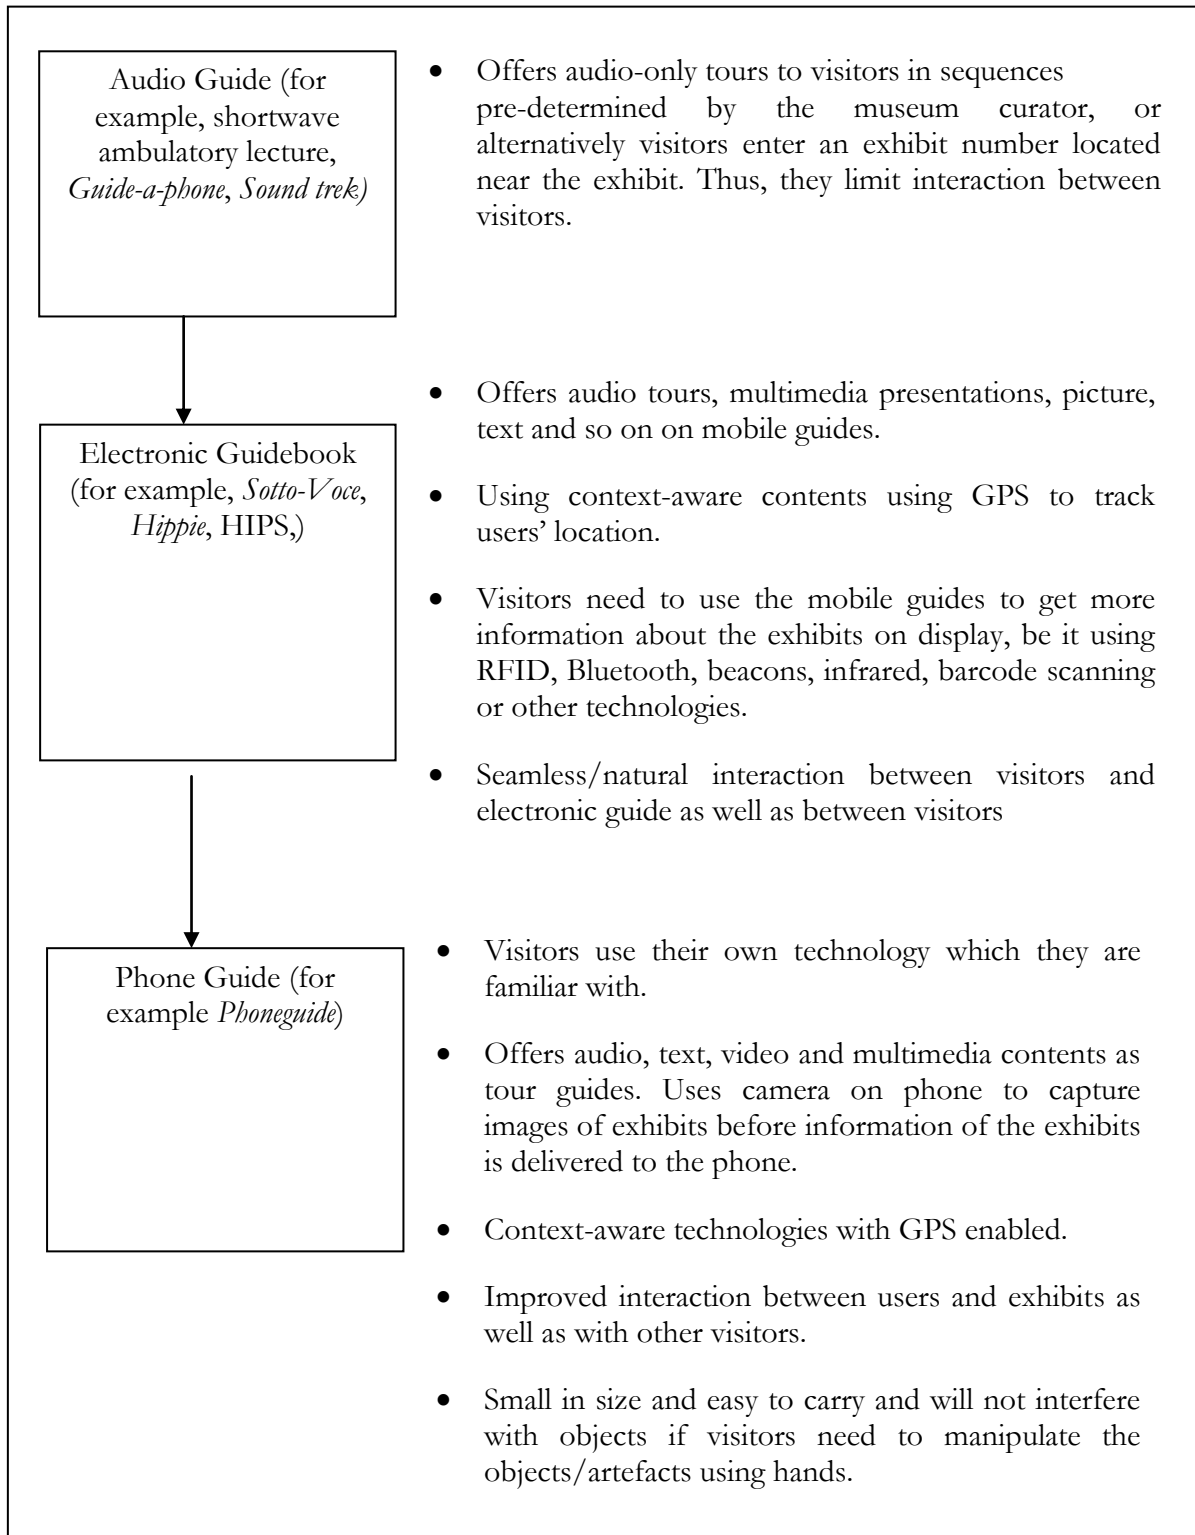 Audio Guide (for
example, shortwave
ambulatory lecture,
Guide-a-phone, Sound trek)
• Offers audio-only tours to visitors in sequences
pre-determined by the museum curator, or
alternatively visitors enter an exhibit number located
near the exhibit. Thus, they limit interaction between
visitors.
Electronic Guidebook
(for example, Sotto-Voce,
Hippie, HIPS,)
• Offers audio tours, multimedia presentations, picture,
text and so on on mobile guides.
• Using context-aware contents using GPS to track
users’ location.
• Visitors need to use the mobile guides to get more
information about the exhibits on display, be it using
RFID, Bluetooth, beacons, infrared, barcode scanning
or other technologies.
• Seamless/natural interaction between visitors and
electronic guide as well as between visitors
Phone Guide (for
example Phoneguide)
• Visitors use their own technology which they are
familiar with.
• Offers audio, text, video and multimedia contents as
tour guides. Uses camera on phone to capture
images of exhibits before information of the exhibits
is delivered to the phone.
• Context-aware technologies with GPS enabled.
• Improved interaction between users and exhibits as
well as with other visitors.
• Small in size and easy to carry and will not interfere
with objects if visitors need to manipulate the
objects/artefacts using hands.